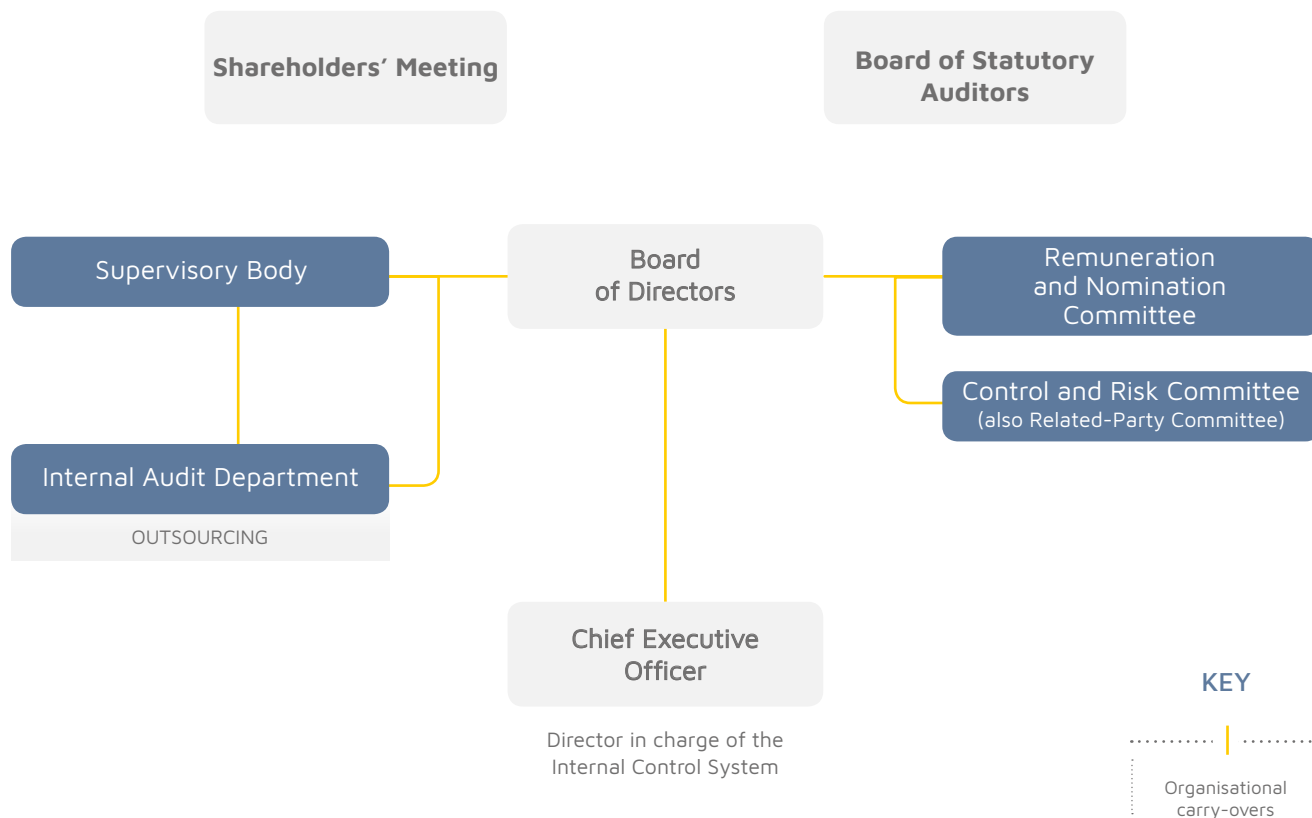 Shareholders’ Meeting
Board of Statutory
Auditors
Supervisory Body
Board
of Directors
Remuneration
and Nomination
Committee
Control and Risk Committee
(also Related-Party Committee)
Internal Audit Department
OUTSOURCING
Chief Executive
Officer
Director in charge of the
Internal Control System
KEY
Organisational
carry-overs